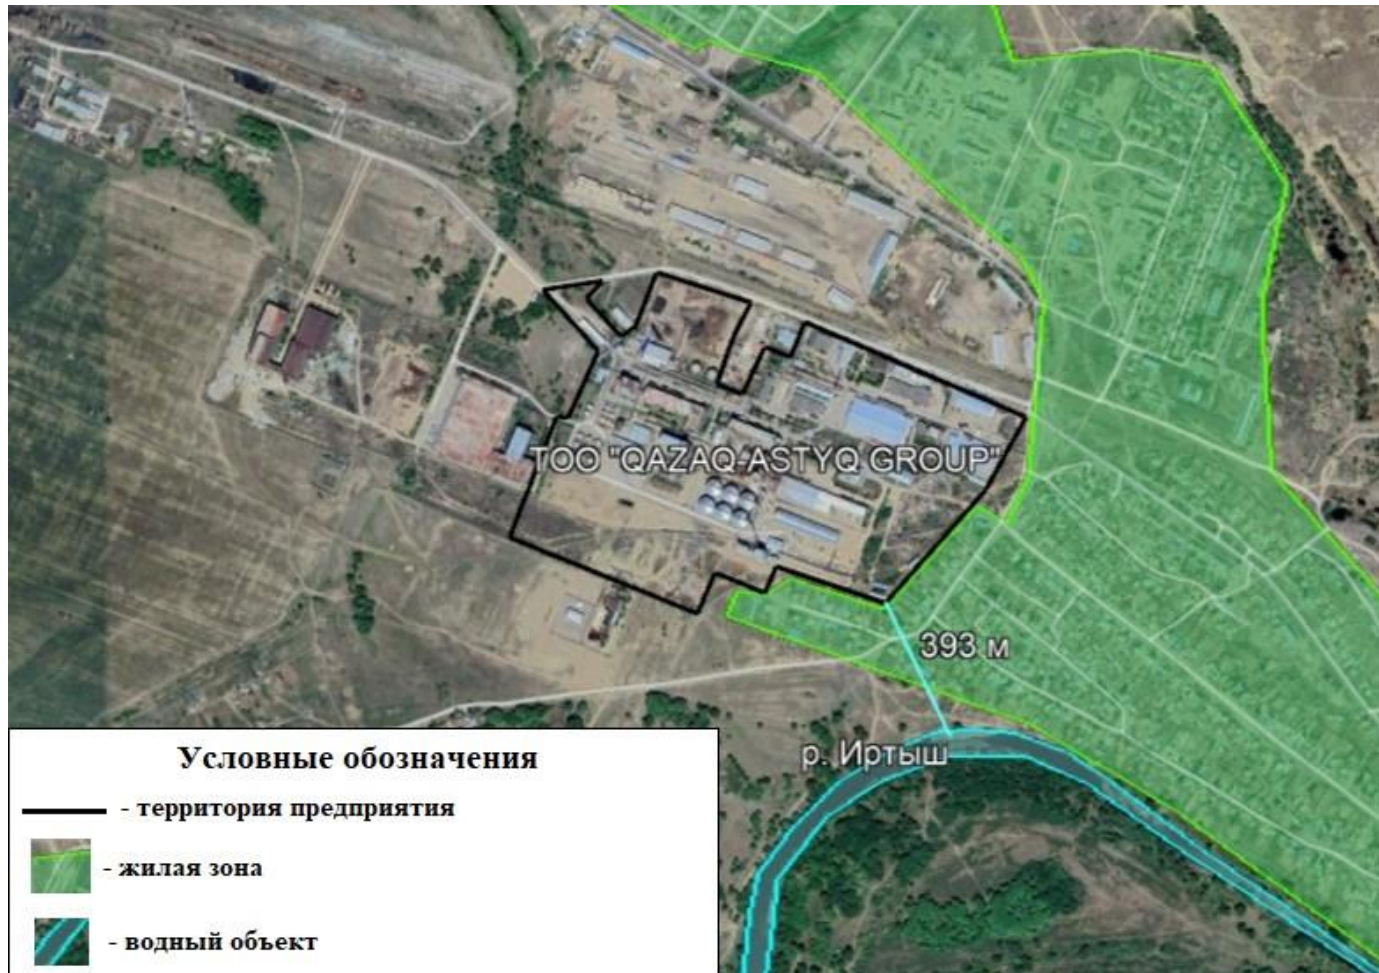 ТОО "QAZAQ ASTYQ GROUP"
393 м
р. Иртыш
Условные обозначения
- территория предприятия
- жилая зона
- водный объект